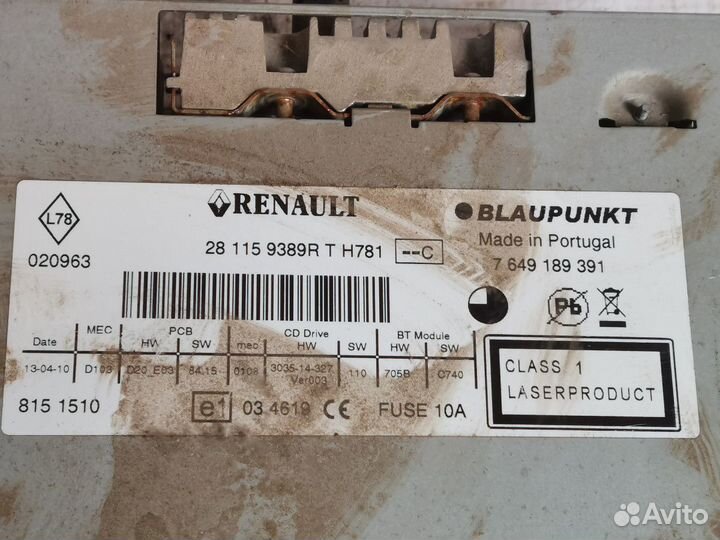 L78
020963
RENAULT
28 115 9389R T H781 --C
BLAUPUNKT
Made in Portugal
7 649 189 391
Pb
Date MEC PCB HW SW CD Drive mec HW SW BT Module HW SW
13-04-10 D103 D20_E03 84.15 0108 3035-14-327 Ver003 110 705B C740
815 1510
e1 03 4619 CE FUSE 10A
CLASS 1
LASERPRODUCT
Avito